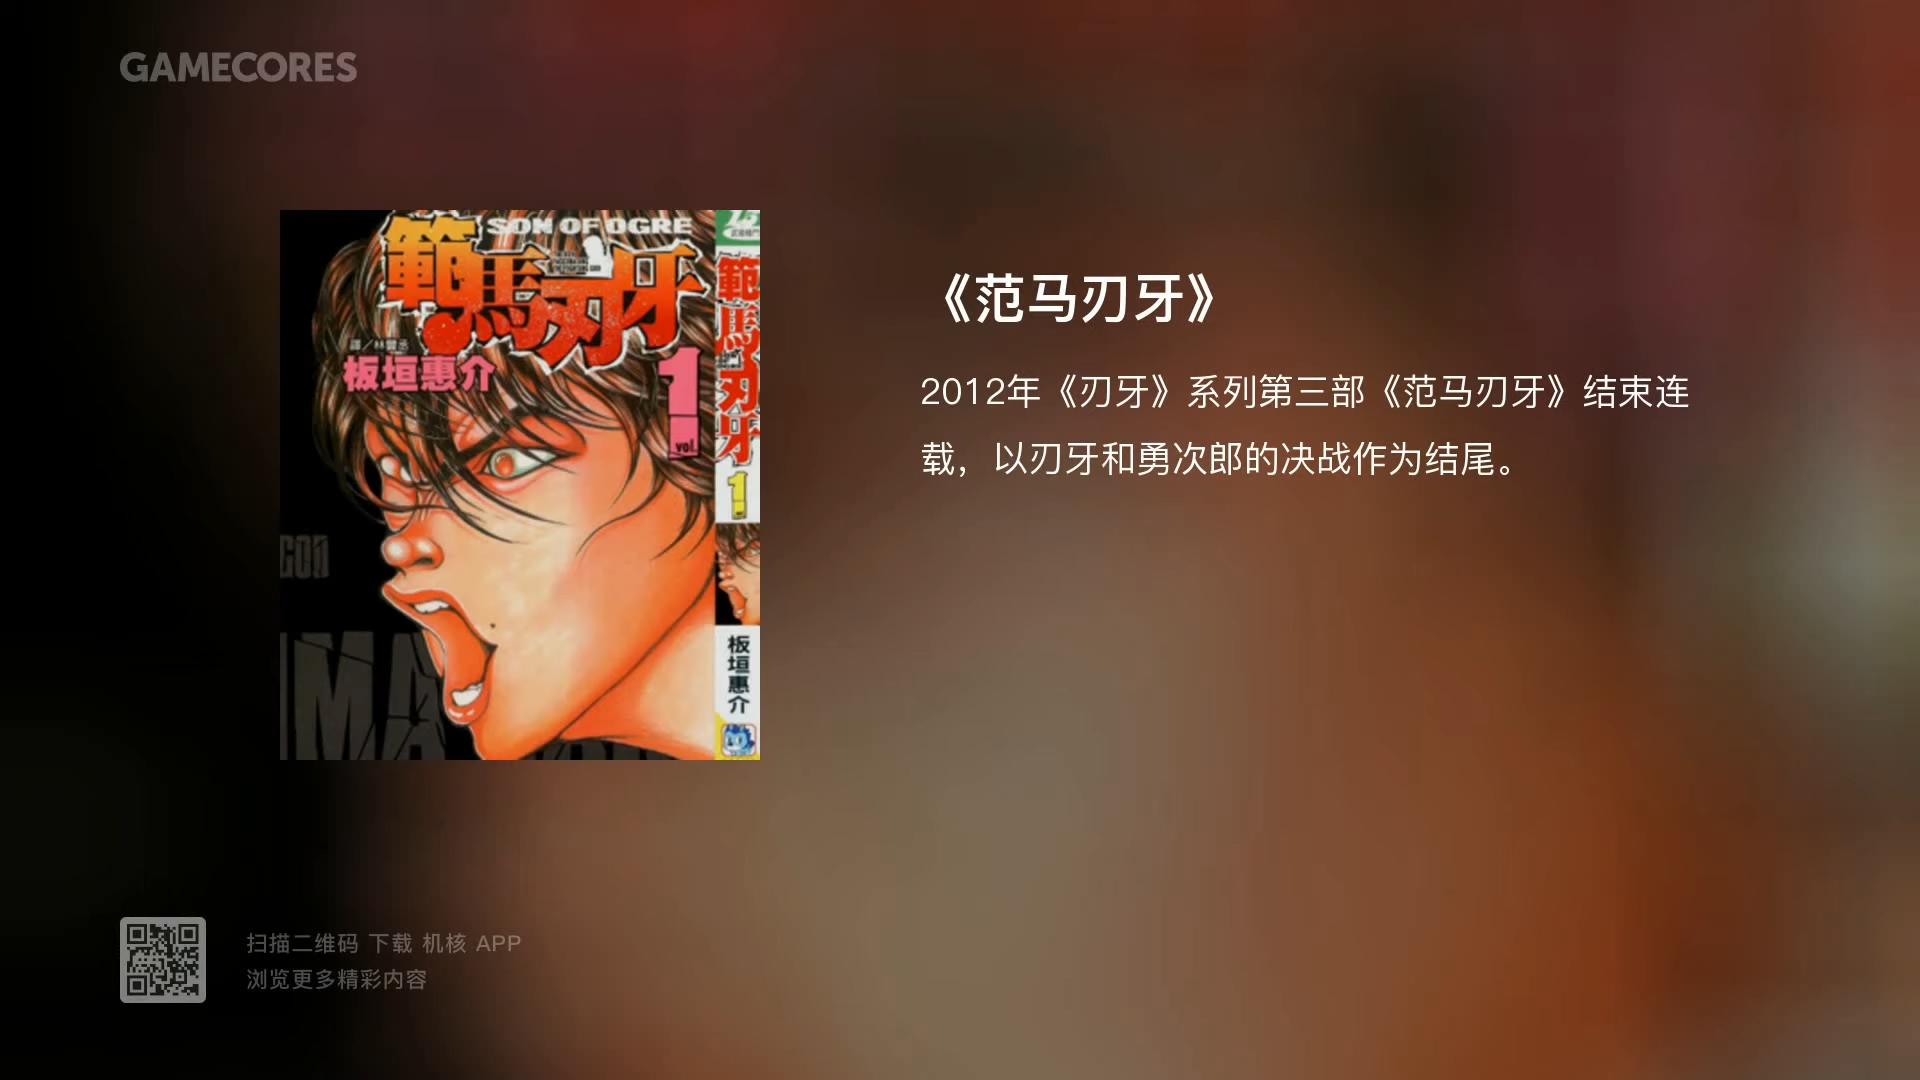 GAMECORES
SON OF OGRE
範馬刃牙
譯／林豐丞
板垣惠介
1
vol.
範馬刃牙
1
板垣惠介
《范马刃牙》
2012年《刃牙》系列第三部《范马刃牙》结束连
载，以刃牙和勇次郎的决战作为结尾。
扫描二维码 下载 机核 APP
浏览更多精彩内容